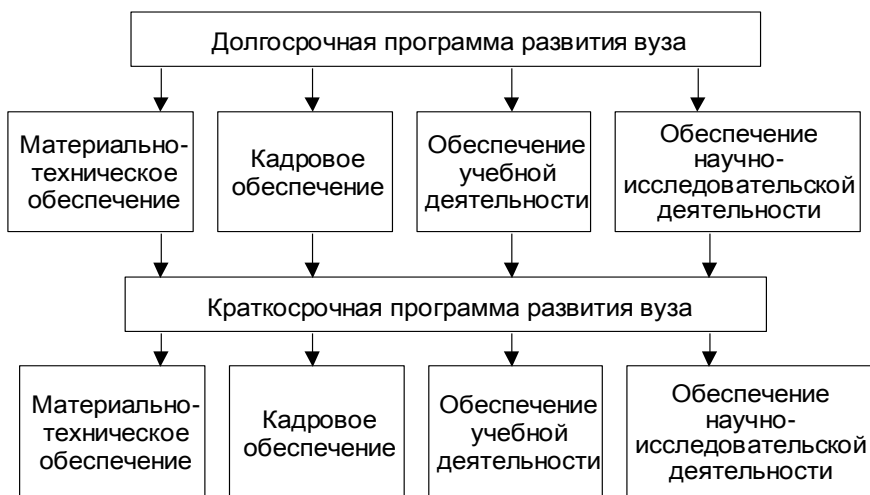 Долгосрочная программа развития вуза
Материально-
техническое
обеспечение
Кадровое
обеспечение
Обеспечение
учебной
деятельности
Обеспечение
научно-
исследовательской
деятельности
Краткосрочная программа развития вуза
Материально-
техническое
обеспечение
Кадровое
обеспечение
Обеспечение
учебной
деятельности
Обеспечение
научно-
исследовательской
деятельности